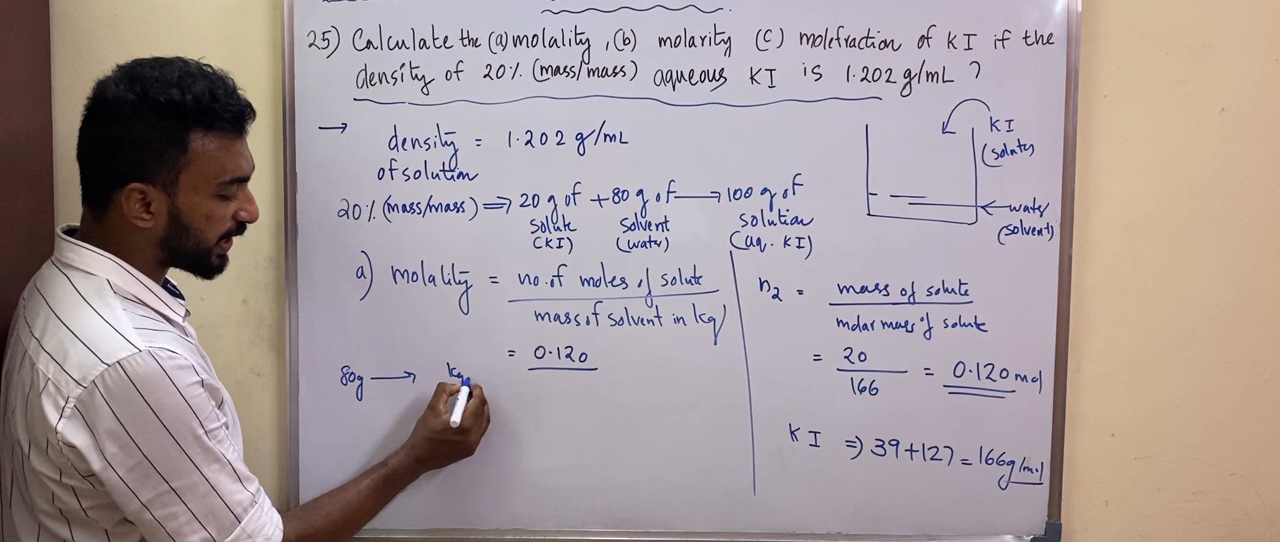 25) Calculate the (a) molality, (b) molarity (c) molefraction of KI if the
density of 20% (mass/mass) aqueous KI is 1.202 g/mL ?
→ density of solution = 1.202 g/mL
KI
(solute)
water
(solvent)
20% (mass/mass) ⇒ 20 g of + 80 g of → 100 g of
solute solvent solution
(KI) (water) (aq. KI)
a) molality = no. of moles of solute
mass of solvent in kg
= 0.120
80g → kg
n2 = mass of solute
molar mass of solute
= 20
166
= 0.120 mol
KI ⇒ 39+127 = 166g/mol